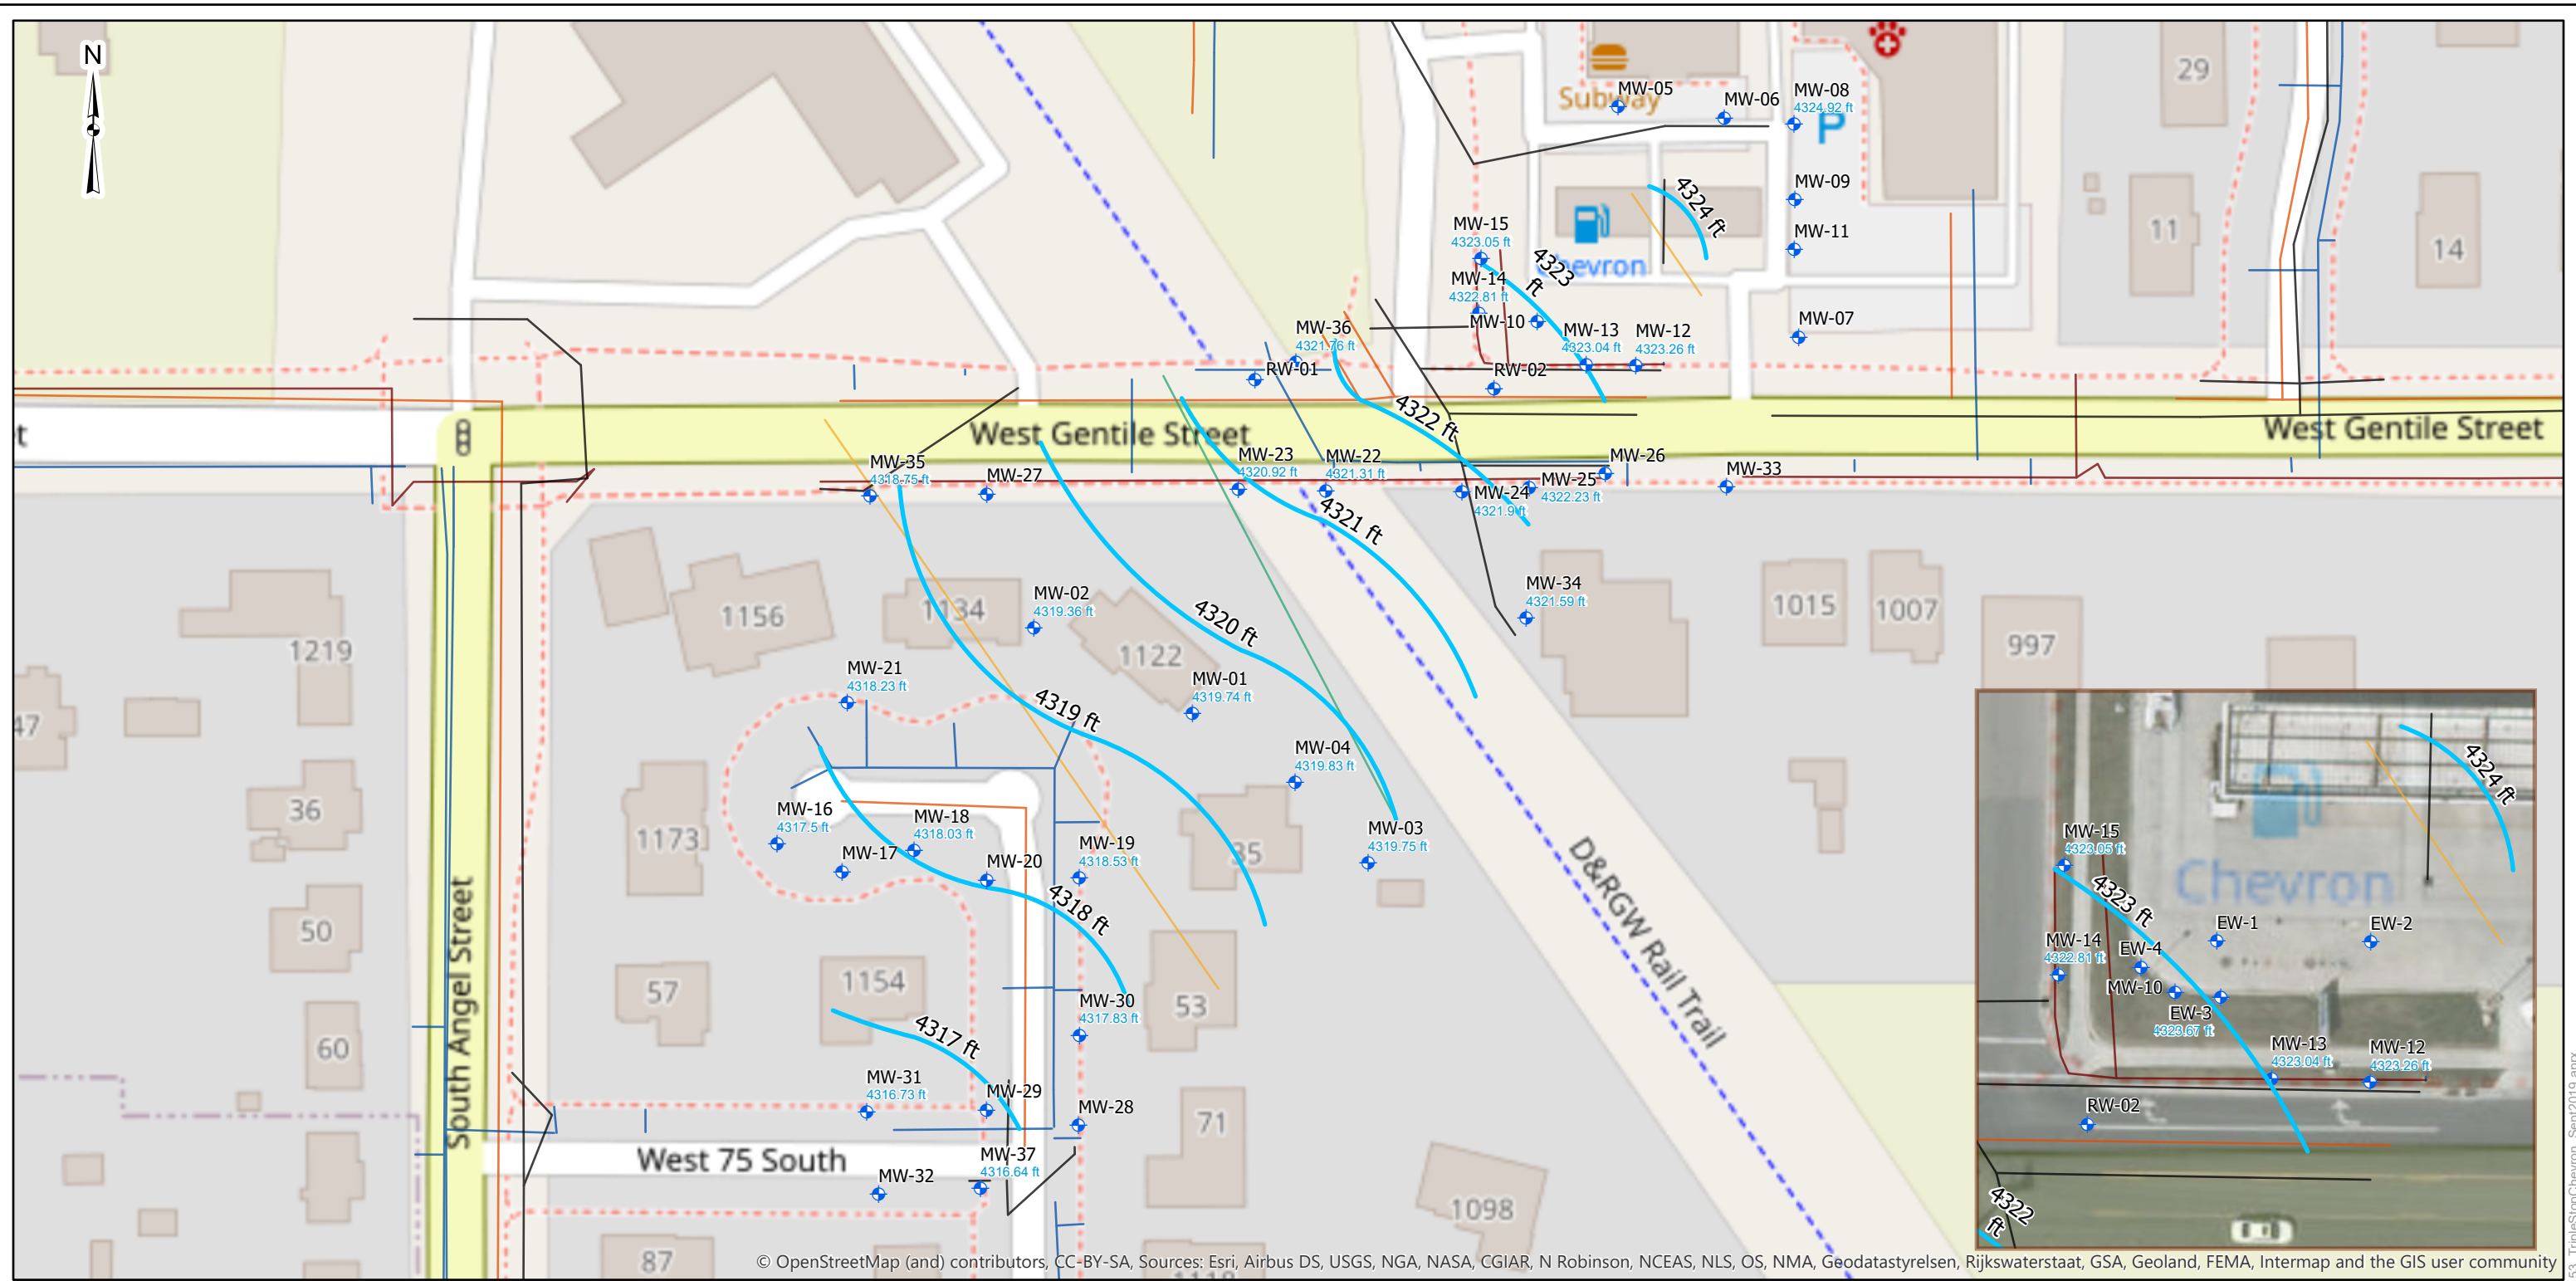 N
Subway
MW-05
MW-06
MW-08
4324.92 ft
P
29
MW-09
MW-11
11
14
4324 ft
MW-15
4323.05 ft
4323
ft
Chevron
MW-14
4322.81 ft
MW-10
MW-13
4323.04 ft
MW-12
4323.26 ft
MW-07
MW-36
4321.76 ft
RW-01
RW-02
4322 ft
West Gentile Street
West Gentile Street
t
MW-35
4318.75 ft
MW-27
MW-23
4320.92 ft
MW-22
4321.31 ft
MW-24
4321.9 ft
MW-25
4322.23 ft
MW-26
MW-33
4321 ft
MW-34
4321.59 ft
1156
1134
MW-02
4319.36 ft
1122
4320 ft
1015
1007
997
1219
47
MW-21
4318.23 ft
MW-01
4319.74 ft
4319 ft
MW-04
4319.83 ft
36
1173
MW-16
4317.5 ft
MW-18
4318.03 ft
MW-17
MW-20
MW-19
4318.53 ft
35
MW-03
4319.75 ft
4318 ft
D&RGW Rail Trail
50
57
1154
MW-30
4317.83 ft
53
60
4317 ft
MW-31
4316.73 ft
MW-29
MW-28
71
South Angel Street
West 75 South
MW-37
4316.64 ft
MW-32
1098
87
1118
4324 ft
MW-15
4323.05 ft
Chevron
4323 ft
EW-1
EW-2
MW-14
4322.81 ft
EW-4
MW-10
EW-3
4323.67 ft
MW-13
4323.04 ft
MW-12
4323.26 ft
RW-02
4322
ft
© OpenStreetMap (and) contributors, CC-BY-SA, Sources: Esri, Airbus DS, USGS, NGA, NASA, CGIAR, N Robinson, NCEAS, NLS, OS, NMA, Geodatastyrelsen, Rijkswaterstaat, GSA, Geoland, FEMA, Intermap and the GIS user community